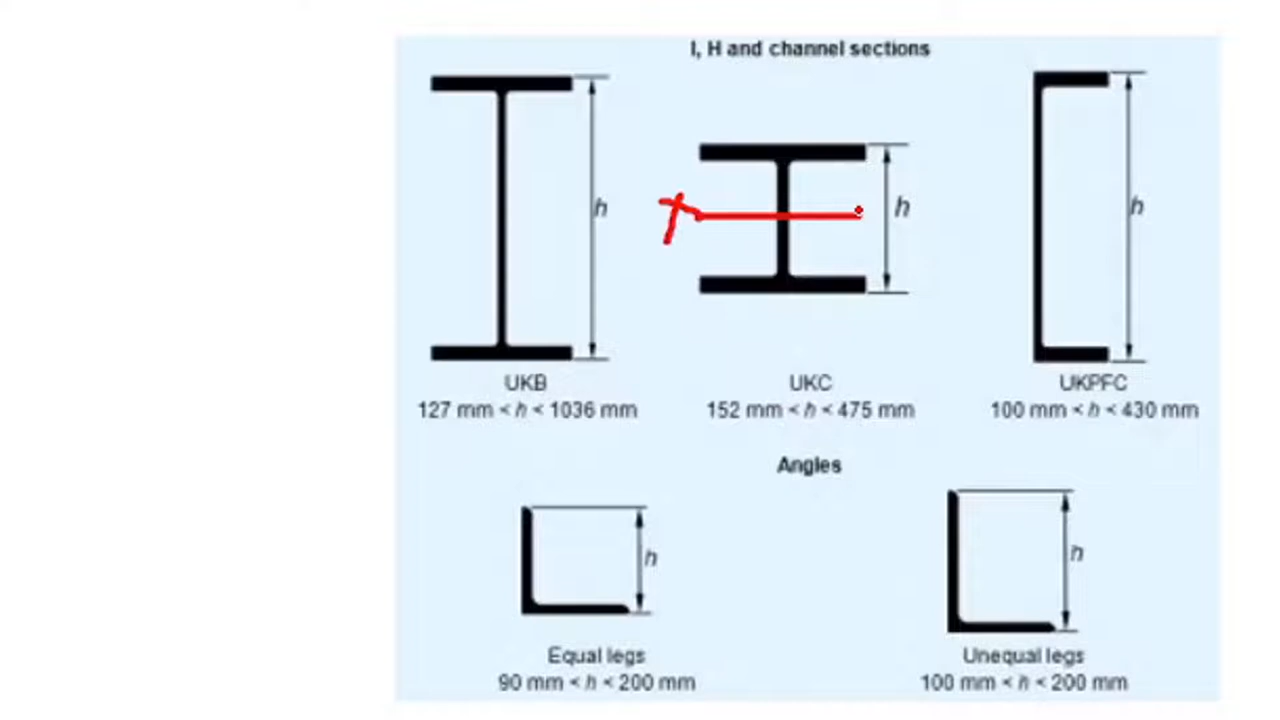 I, H and channel sections
h
h
h
UKB
UKC
UKPFC
127 mm < h < 1036 mm
152 mm < h < 475 mm
100 mm < h < 430 mm
Angles
h
h
Equal legs
Unequal legs
90 mm < h < 200 mm
100 mm < h < 200 mm